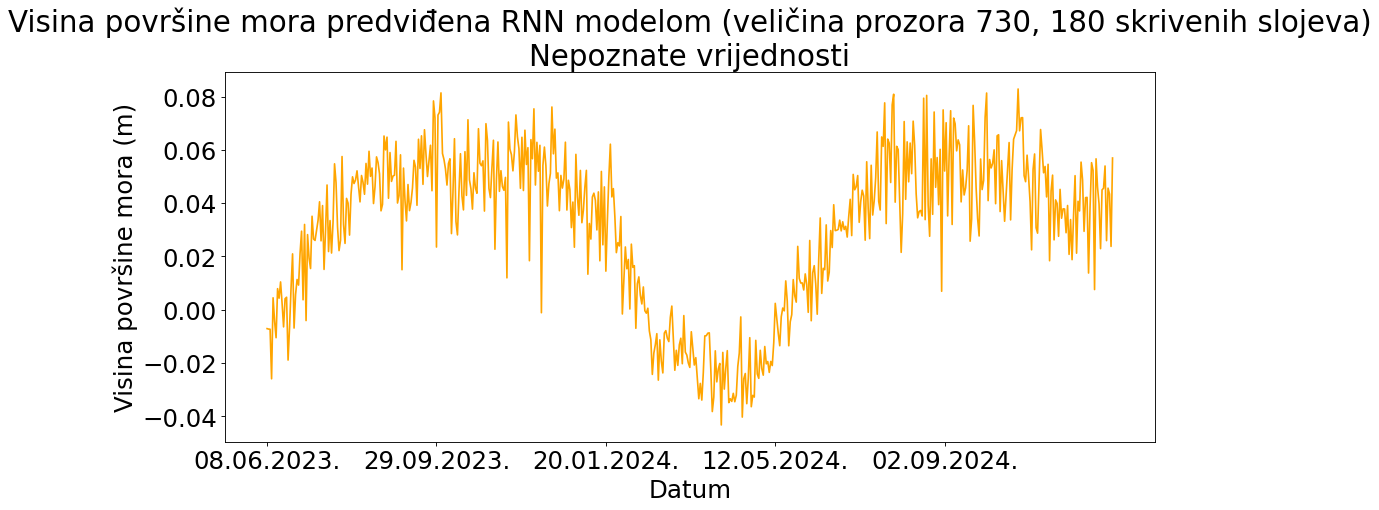 Visina površine mora predviđena RNN modelom (veličina prozora 730, 180 skrivenih slojeva)
Nepoznate vrijednosti
Visina površine mora (m)
0.08
0.06
0.04
0.02
0.00
−0.02
−0.04
08.06.2023. 29.09.2023. 20.01.2024. 12.05.2024. 02.09.2024.
Datum